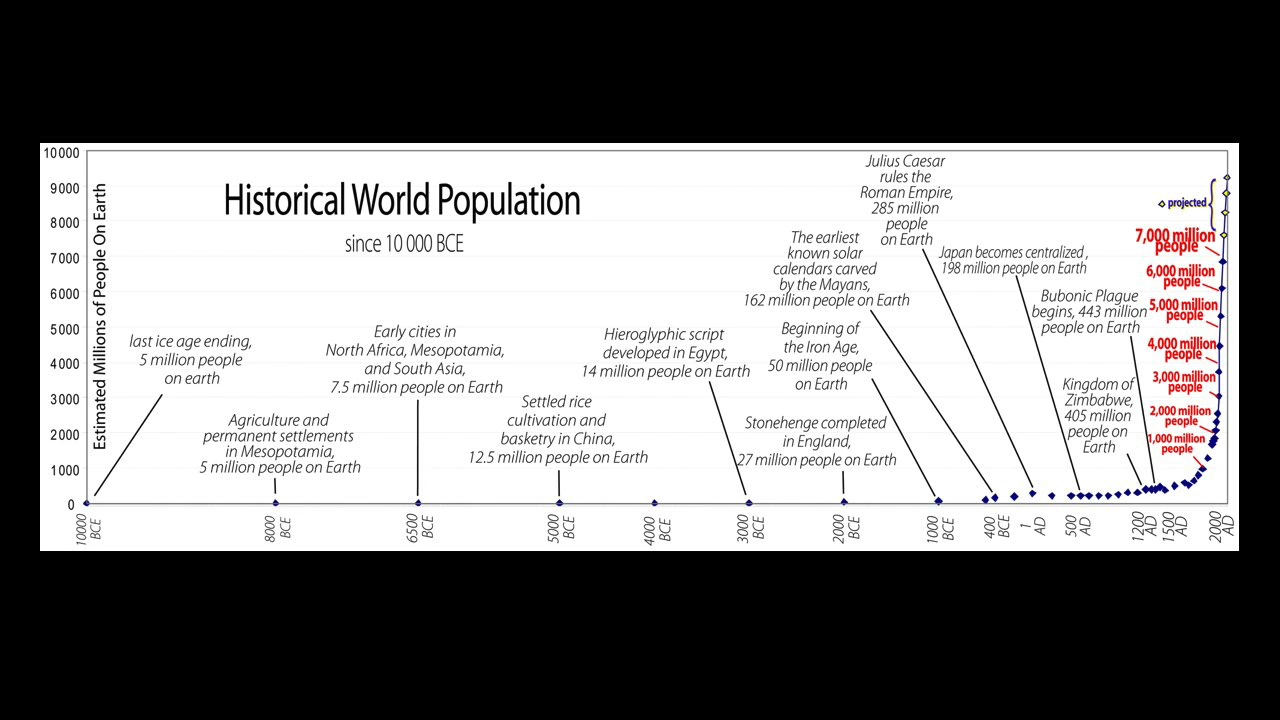 Historical World Population
since 10 000 BCE
Estimated Millions of People On Earth
10000
9000
8000
7000
6000
5000
4000
3000
2000
1000
0
last ice age ending,
5 million people
on earth
Agriculture and
permanent settlements
in Mesopotamia,
5 million people on Earth
Early cities in
North Africa, Mesopotamia,
and South Asia,
7.5 million people on Earth
Settled rice
cultivation and
basketry in China,
12.5 million people on Earth
Hieroglyphic script
developed in Egypt,
14 million people on Earth
Stonehenge completed
in England,
27 million people on Earth
Beginning of
the Iron Age,
50 million people
on Earth
The earliest
known solar
calendars carved
by the Mayans,
162 million people on Earth
Julius Caesar
rules the
Roman Empire,
285 million
people
on Earth
Japan becomes centralized ,
198 million people on Earth
Bubonic Plague
begins, 443 million
people on Earth
Kingdom of
Zimbabwe,
405 million
people on
Earth
projected
7,000 million
people
6,000 million
people
5,000 million
people
4,000 million
people
3,000 million
people
2,000 million
people
1,000 million
people
10000
BCE
8000
BCE
6500
BCE
5000
BCE
4000
BCE
3000
BCE
2000
BCE
1000
BCE
400
BCE
1
AD
500
AD
1200
AD
1500
AD
2000
AD